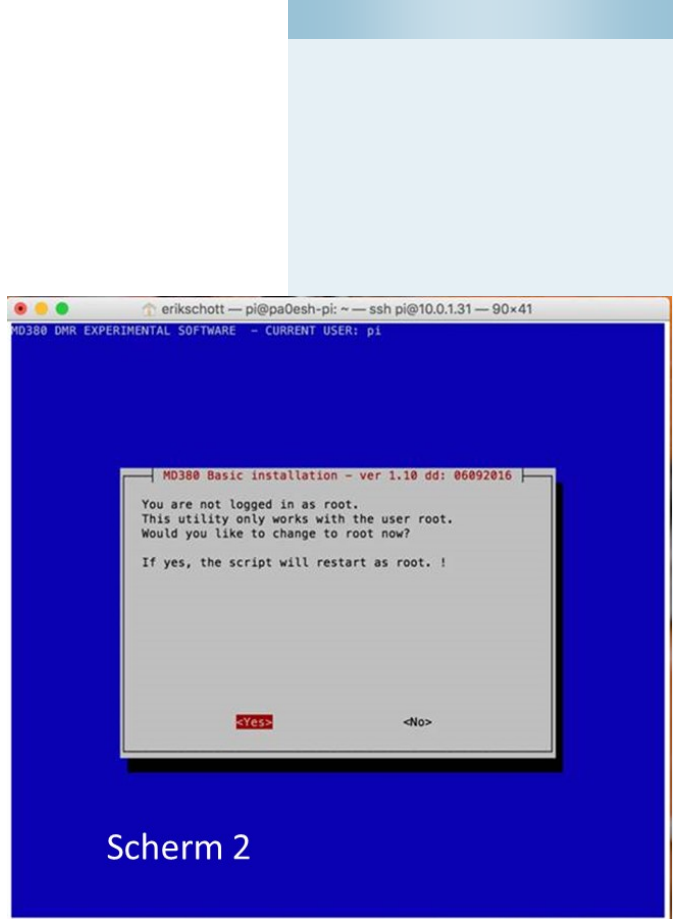 erikschott — pi@pa0esh-pi: ~ — ssh pi@10.0.1.31 — 90×41
MD380 DMR EXPERIMENTAL SOFTWARE - CURRENT USER: pi
MD380 Basic installation - ver 1.10 dd: 06092016
You are not logged in as root.
This utility only works with the user root.
Would you like to change to root now?
If yes, the script will restart as root. !
<Yes> <No>
Scherm 2